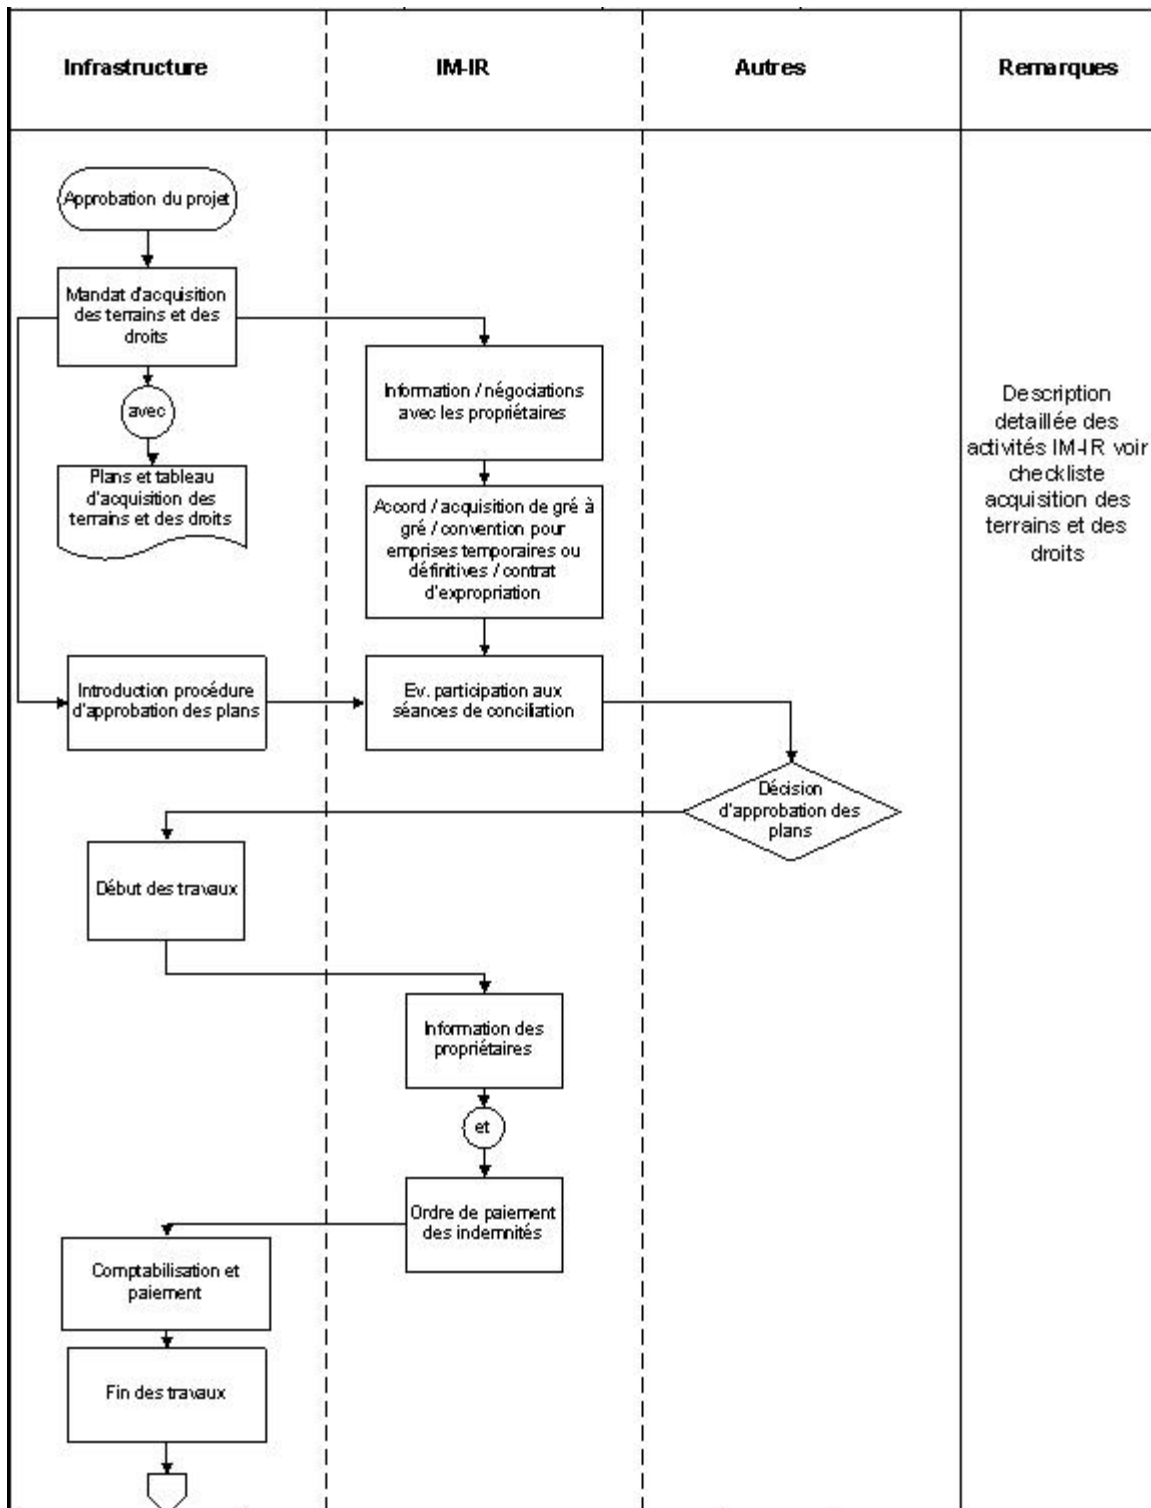 Infrastructure
IM-IR
Autres
Remarques
Approbation du projet
Mandat d'acquisition
des terrains et des
droits
avec
Plans et tableau
d'acquisition des
terrains et des droits
Information / négociations
avec les propriétaires
Accord / acquisition de gré à
gré / convention pour
emprises temporaires ou
définitives / contrat
d'expropriation
Description
detaillée des
activités IM-IR voir
checkliste
acquisition des
terrains et des
droits
Introduction procédure
d'approbation des plans
Ev. participation aux
séances de conciliation
Décision
d'approbation des
plans
Début des travaux
Information des
propriétaires
et
Ordre de paiement
des indemnités
Comptabilisation et
paiement
Fin des travaux